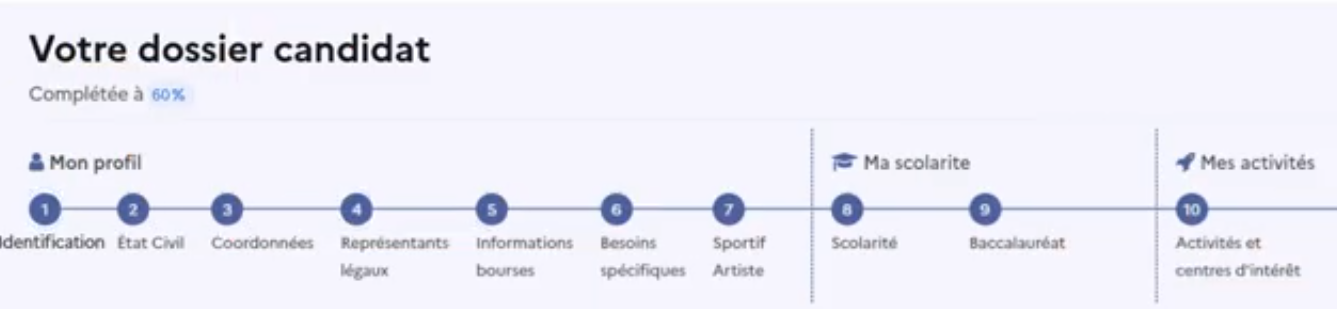 Votre dossier candidat
Complétée à 60%
Mon profil
1 2 3 4 5 6 7
Identification État Civil Coordonnées Représentants légaux Informations bourses Besoins spécifiques Sportif Artiste
Ma scolarite
8 9
Scolarité Baccalauréat
Mes activités
10
Activités et centres d'intérêt